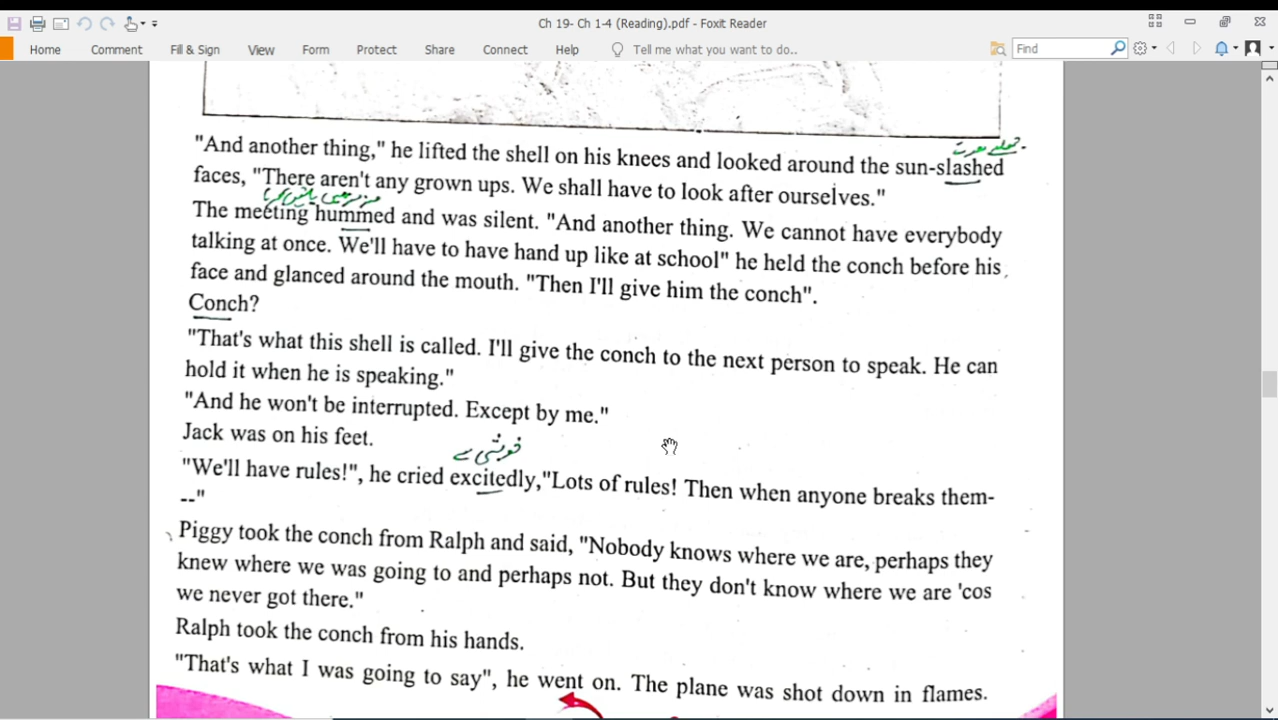 Ch 19- Ch 1-4 (Reading).pdf - Foxit Reader
Home Comment Fill & Sign View Form Protect Share Connect Help Tell me what you want to do.. Find
"And another thing," he lifted the shell on his knees and looked around the sun-slashed
faces, "There aren't any grown ups. We shall have to look after ourselves."
The meeting hummed and was silent. "And another thing. We cannot have everybody
talking at once. We'll have to have hand up like at school" he held the conch before his
face and glanced around the mouth. "Then I'll give him the conch".
Conch?
"That's what this shell is called. I'll give the conch to the next person to speak. He can
hold it when he is speaking."
"And he won't be interrupted. Except by me."
Jack was on his feet.
خوشی سے
"We'll have rules!", he cried excitedly,"Lots of rules! Then when anyone breaks them-
--"
Piggy took the conch from Ralph and said, "Nobody knows where we are, perhaps they
knew where we was going to and perhaps not. But they don't know where we are 'cos
we never got there."
Ralph took the conch from his hands.
"That's what I was going to say", he went on. The plane was shot down in flames.